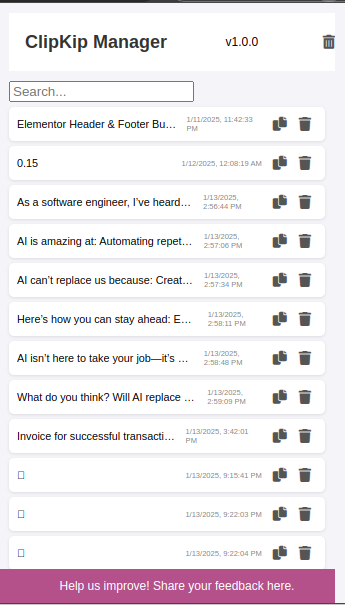 ClipKip Manager v1.0.0
Search...
Elementor Header & Footer Bu... 1/11/2025, 11:42:33
PM
0.15 1/12/2025, 12:08:19 AM
As a software engineer, I've heard... 1/13/2025,
2:56:44 PM
AI is amazing at: Automating repet... 1/13/2025,
2:57:06 PM
AI can't replace us because: Creat... 1/13/2025,
2:57:34 PM
Here's how you can stay ahead: E... 1/13/2025,
2:58:11 PM
AI isn't here to take your job—it's ... 1/13/2025,
2:58:48 PM
What do you think? Will AI replace ... 1/13/2025,
2:59:09 PM
Invoice for successful transacti... 1/13/2025, 3:42:01
PM
1/13/2025, 9:15:41 PM
1/13/2025, 9:22:03 PM
1/13/2025, 9:22:04 PM
Help us improve! Share your feedback here.